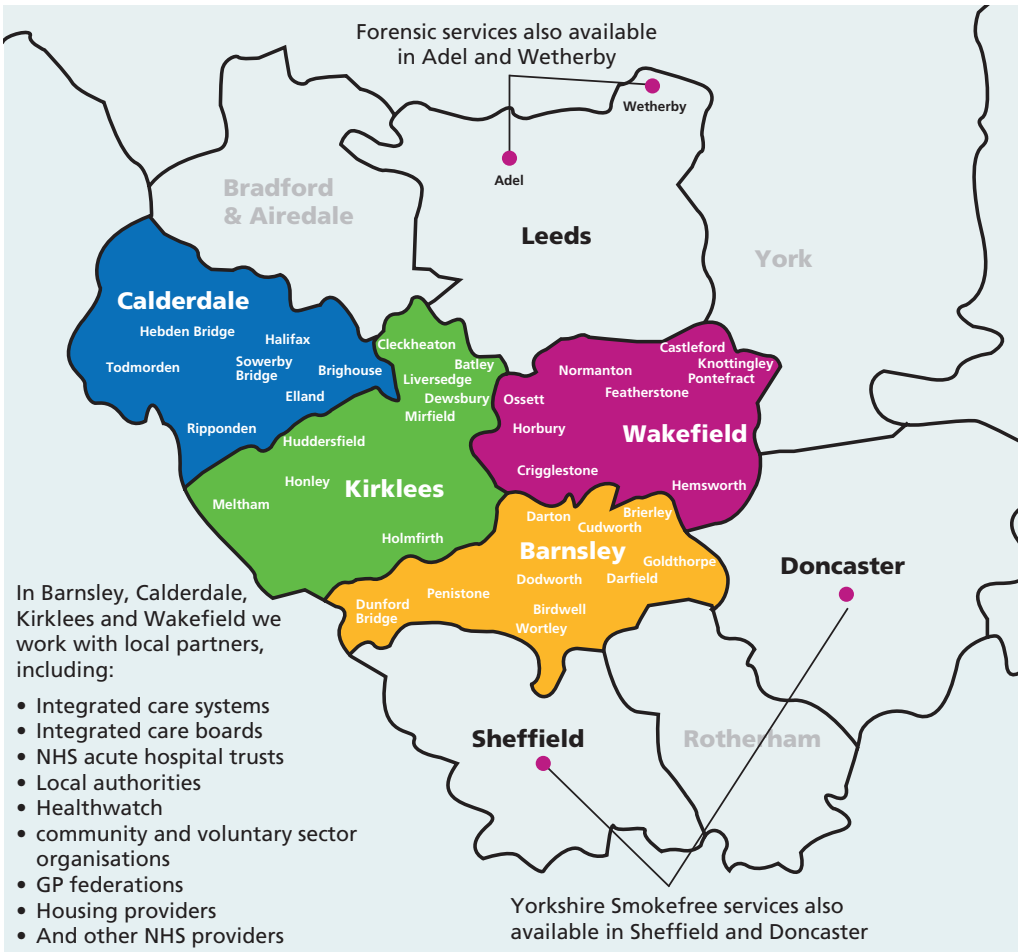 Forensic services also available
in Adel and Wetherby
Wetherby
Adel
Bradford
& Airedale
Leeds
York
Calderdale
Hebden Bridge
Halifax
Todmorden
Sowerby
Bridge
Brighouse
Elland
Ripponden
Cleckheaton
Batley
Liversedge
Dewsbury
Mirfield
Huddersfield
Honley
Kirklees
Meltham
Holmfirth
Castleford
Knottingley
Pontefract
Normanton
Featherstone
Ossett
Horbury
Wakefield
Crigglestone
Hemsworth
Darton
Brierley
Cudworth
Barnsley
Goldthorpe
Dodworth
Darfield
Penistone
Dunford
Bridge
Birdwell
Wortley
Doncaster
Sheffield
Rotherham
In Barnsley, Calderdale,
Kirklees and Wakefield we
work with local partners,
including:
• Integrated care systems
• Integrated care boards
• NHS acute hospital trusts
• Local authorities
• Healthwatch
• community and voluntary sector
organisations
• GP federations
• Housing providers
• And other NHS providers
Yorkshire Smokefree services also
available in Sheffield and Doncaster